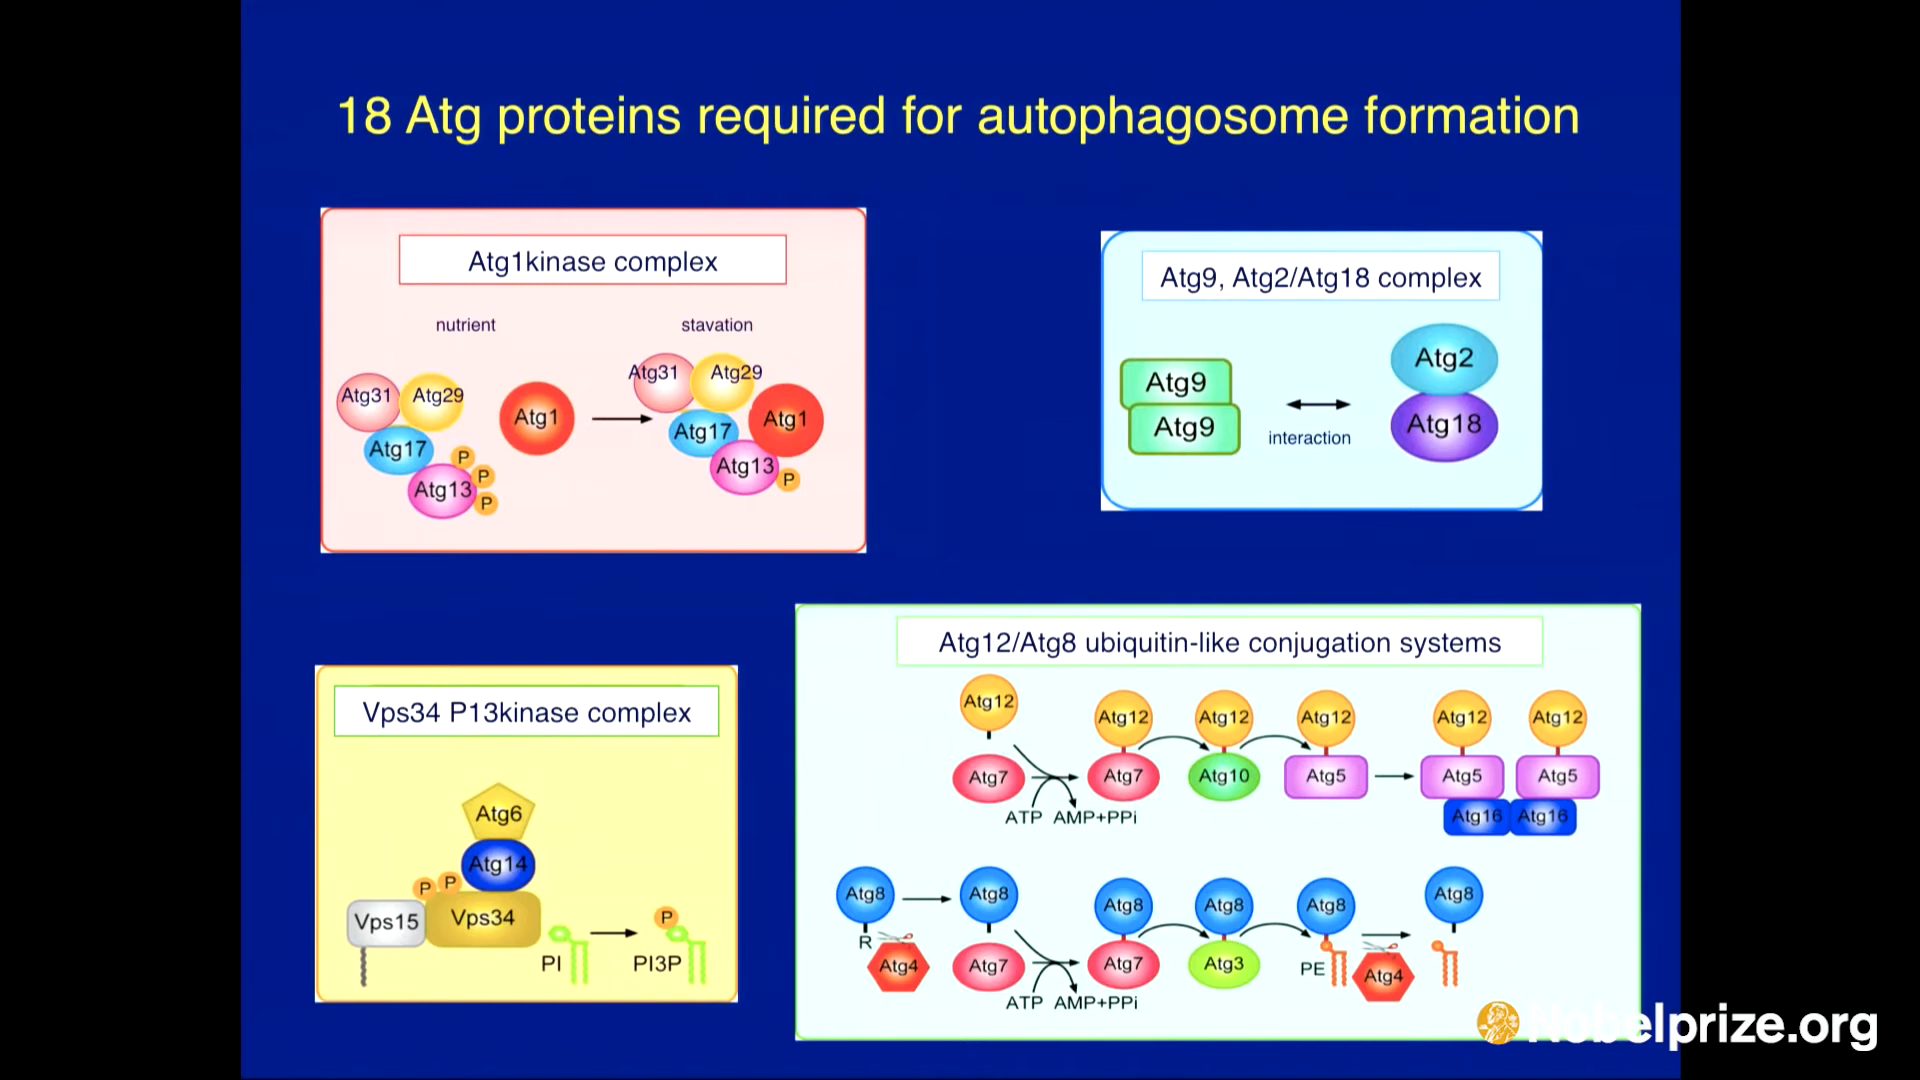 18 Atg proteins required for autophagosome formation
Atg1kinase complex
nutrient
stavation
Atg31
Atg29
Atg17
P
P
P
Atg13
Atg1
Atg31
Atg29
Atg1
Atg17
Atg13
P
Atg9, Atg2/Atg18 complex
Atg9
Atg9
interaction
Atg2
Atg18
Vps34 P13kinase complex
Atg6
Atg14
P
P
Vps15
Vps34
PI
P
PI3P
Atg12/Atg8 ubiquitin-like conjugation systems
Atg12
Atg7
ATP AMP+PPi
Atg12
Atg7
Atg12
Atg10
Atg12
Atg5
Atg12
Atg5
Atg16
Atg12
Atg5
Atg16
Atg8
R
Atg4
Atg8
Atg7
ATP AMP+PPi
Atg8
Atg7
Atg8
Atg3
Atg8
PE
Atg4
Atg8
Nobelprize.org